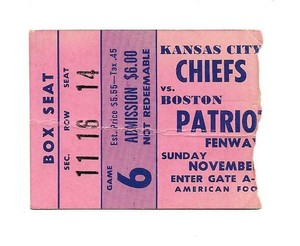 BOX SEAT
SEC. ROW SEAT
11 16 14
Est. Price $5.55-Tax .45
ADMISSION $6.00
NOT REDEEMABLE
GAME
6
KANSAS CITY
CHIEFS
vs.
BOSTON
PATRIOT
FENWAY
SUNDAY
NOVEMBER
ENTER GATE A-
AMERICAN FOO